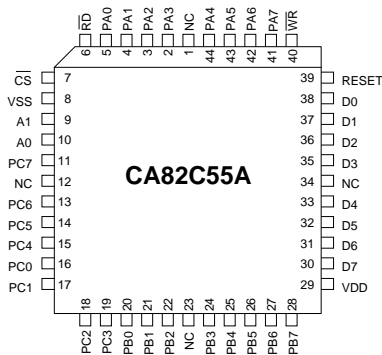 R̅D̅
PA0
PA1
PA2
PA3
NC
PA4
PA5
PA6
PA7
W̅R̅
6
5
4
3
2
1
44
43
42
41
40
C̅S̅ 7
VSS 8
A1 9
A0 10
PC7 11
NC 12
PC6 13
PC5 14
PC4 15
PC0 16
PC1 17
CA82C55A
39 RESET
38 D0
37 D1
36 D2
35 D3
34 NC
33 D4
32 D5
31 D6
30 D7
29 VDD
18
19
20
21
22
23
24
25
26
27
28
PC2
PC3
PB0
PB1
PB2
NC
PB3
PB4
PB5
PB6
PB7